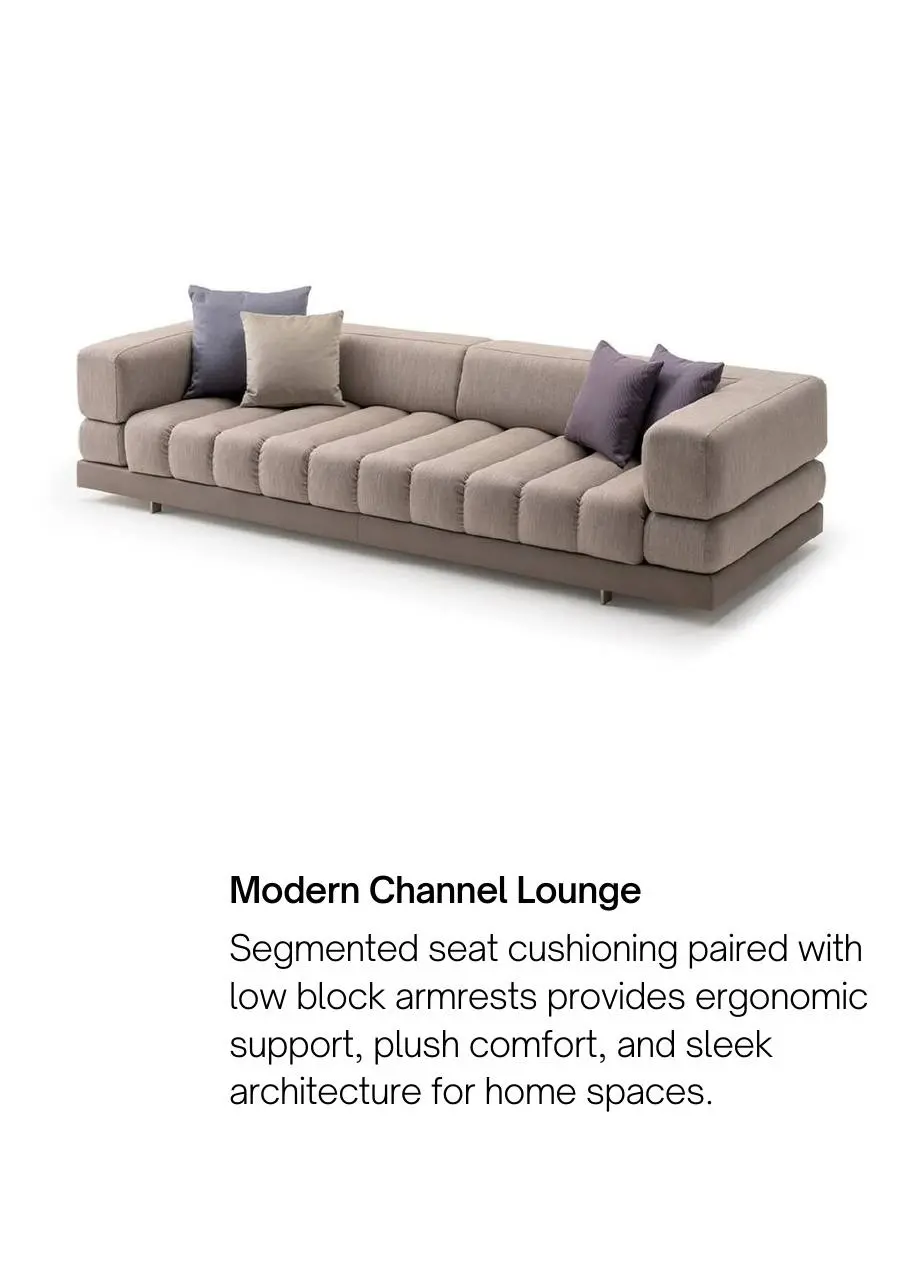 Modern Channel Lounge
Segmented seat cushioning paired with
low block armrests provides ergonomic
support, plush comfort, and sleek
architecture for home spaces.